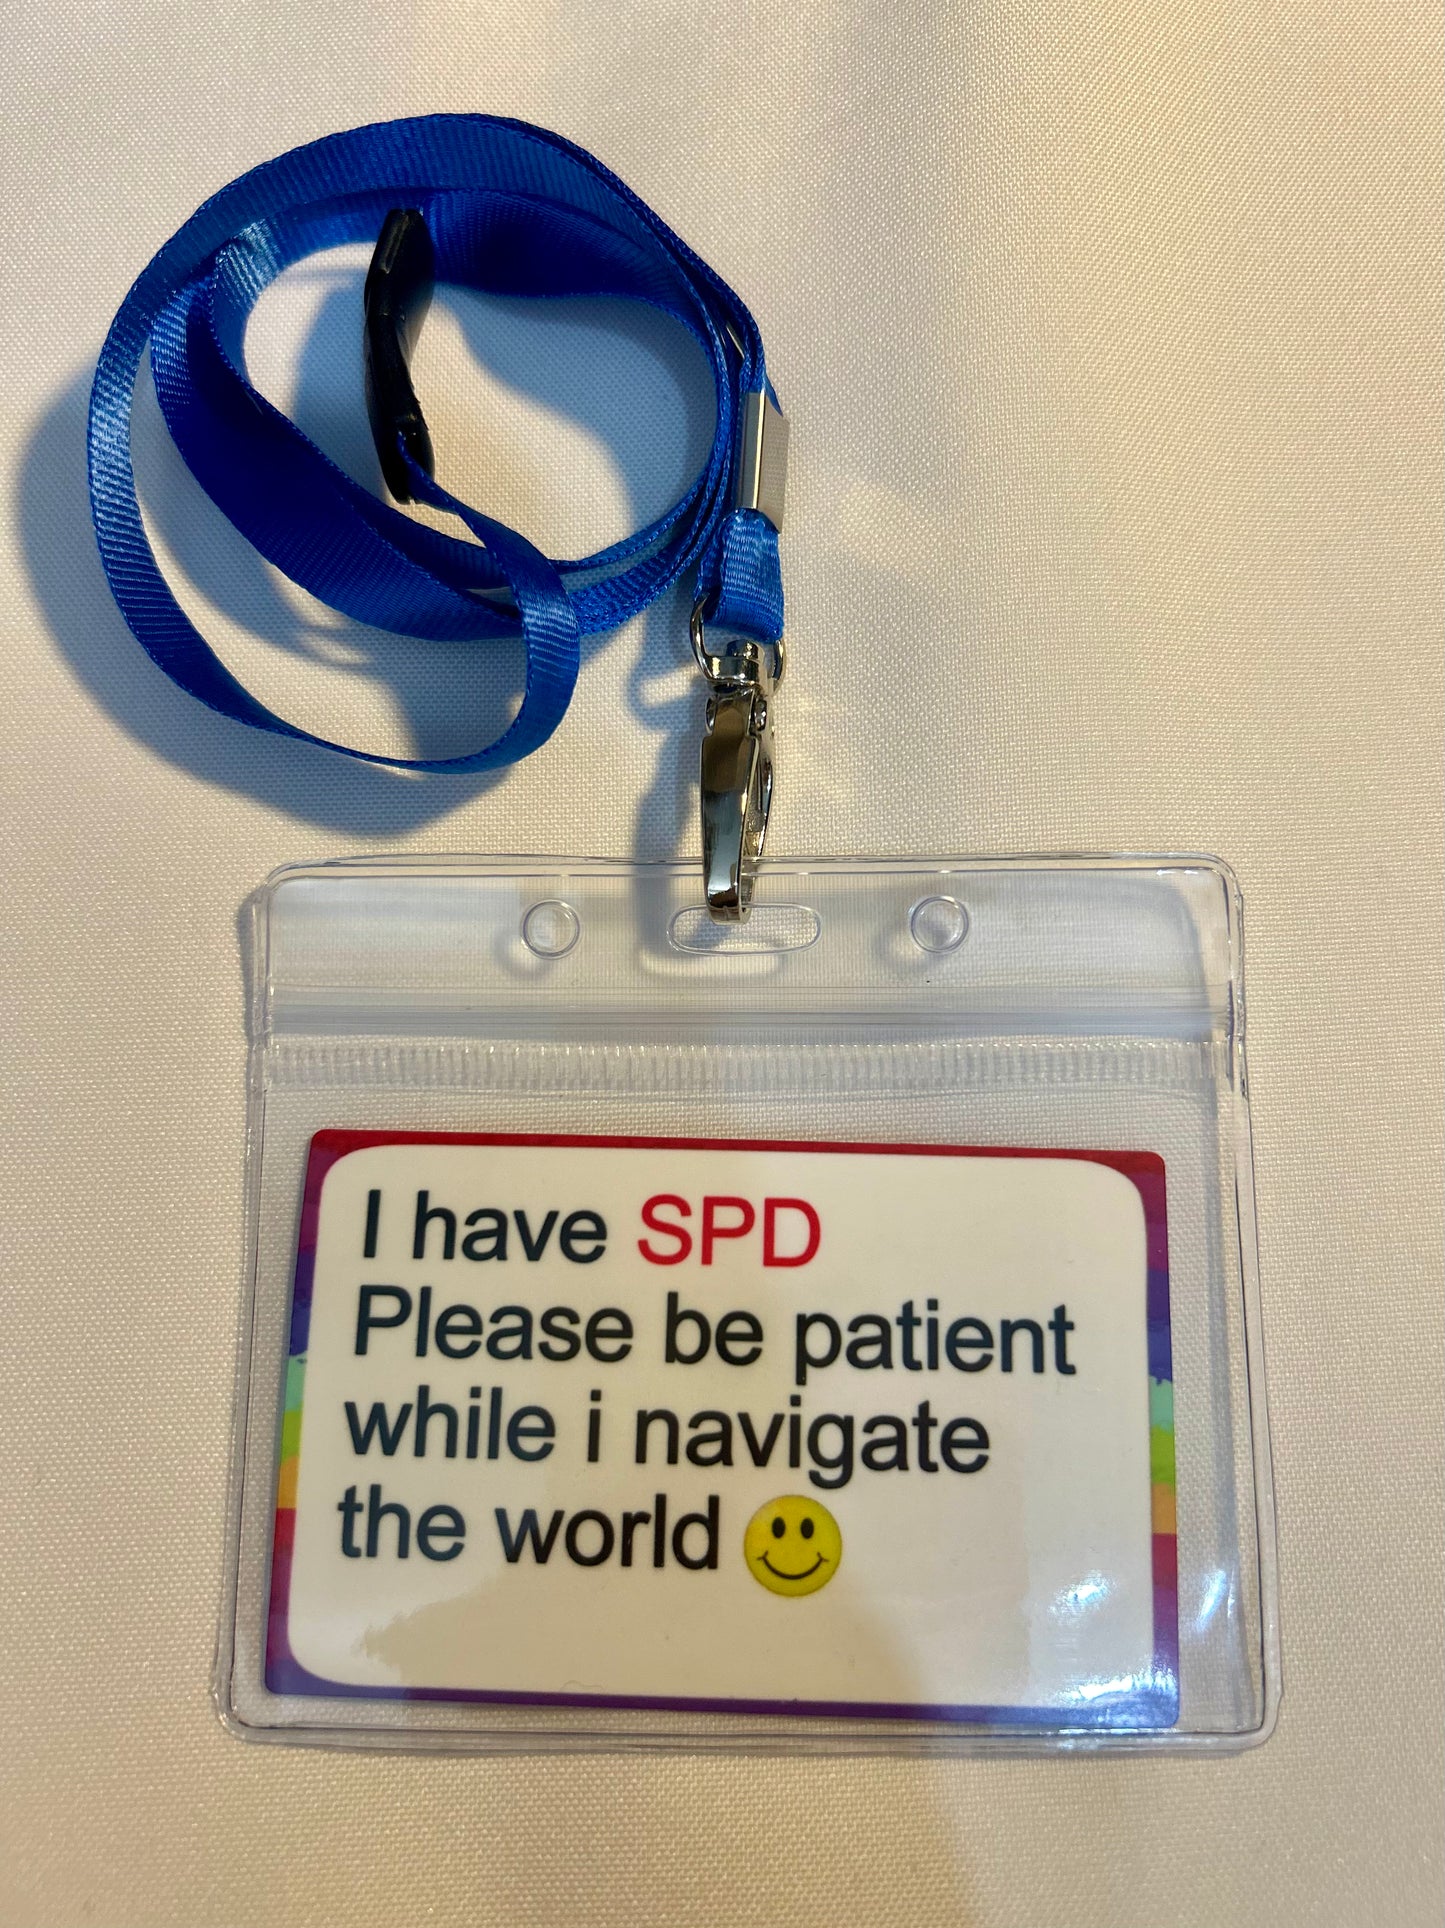 I have SPD
Please be patient
while i navigate
the world